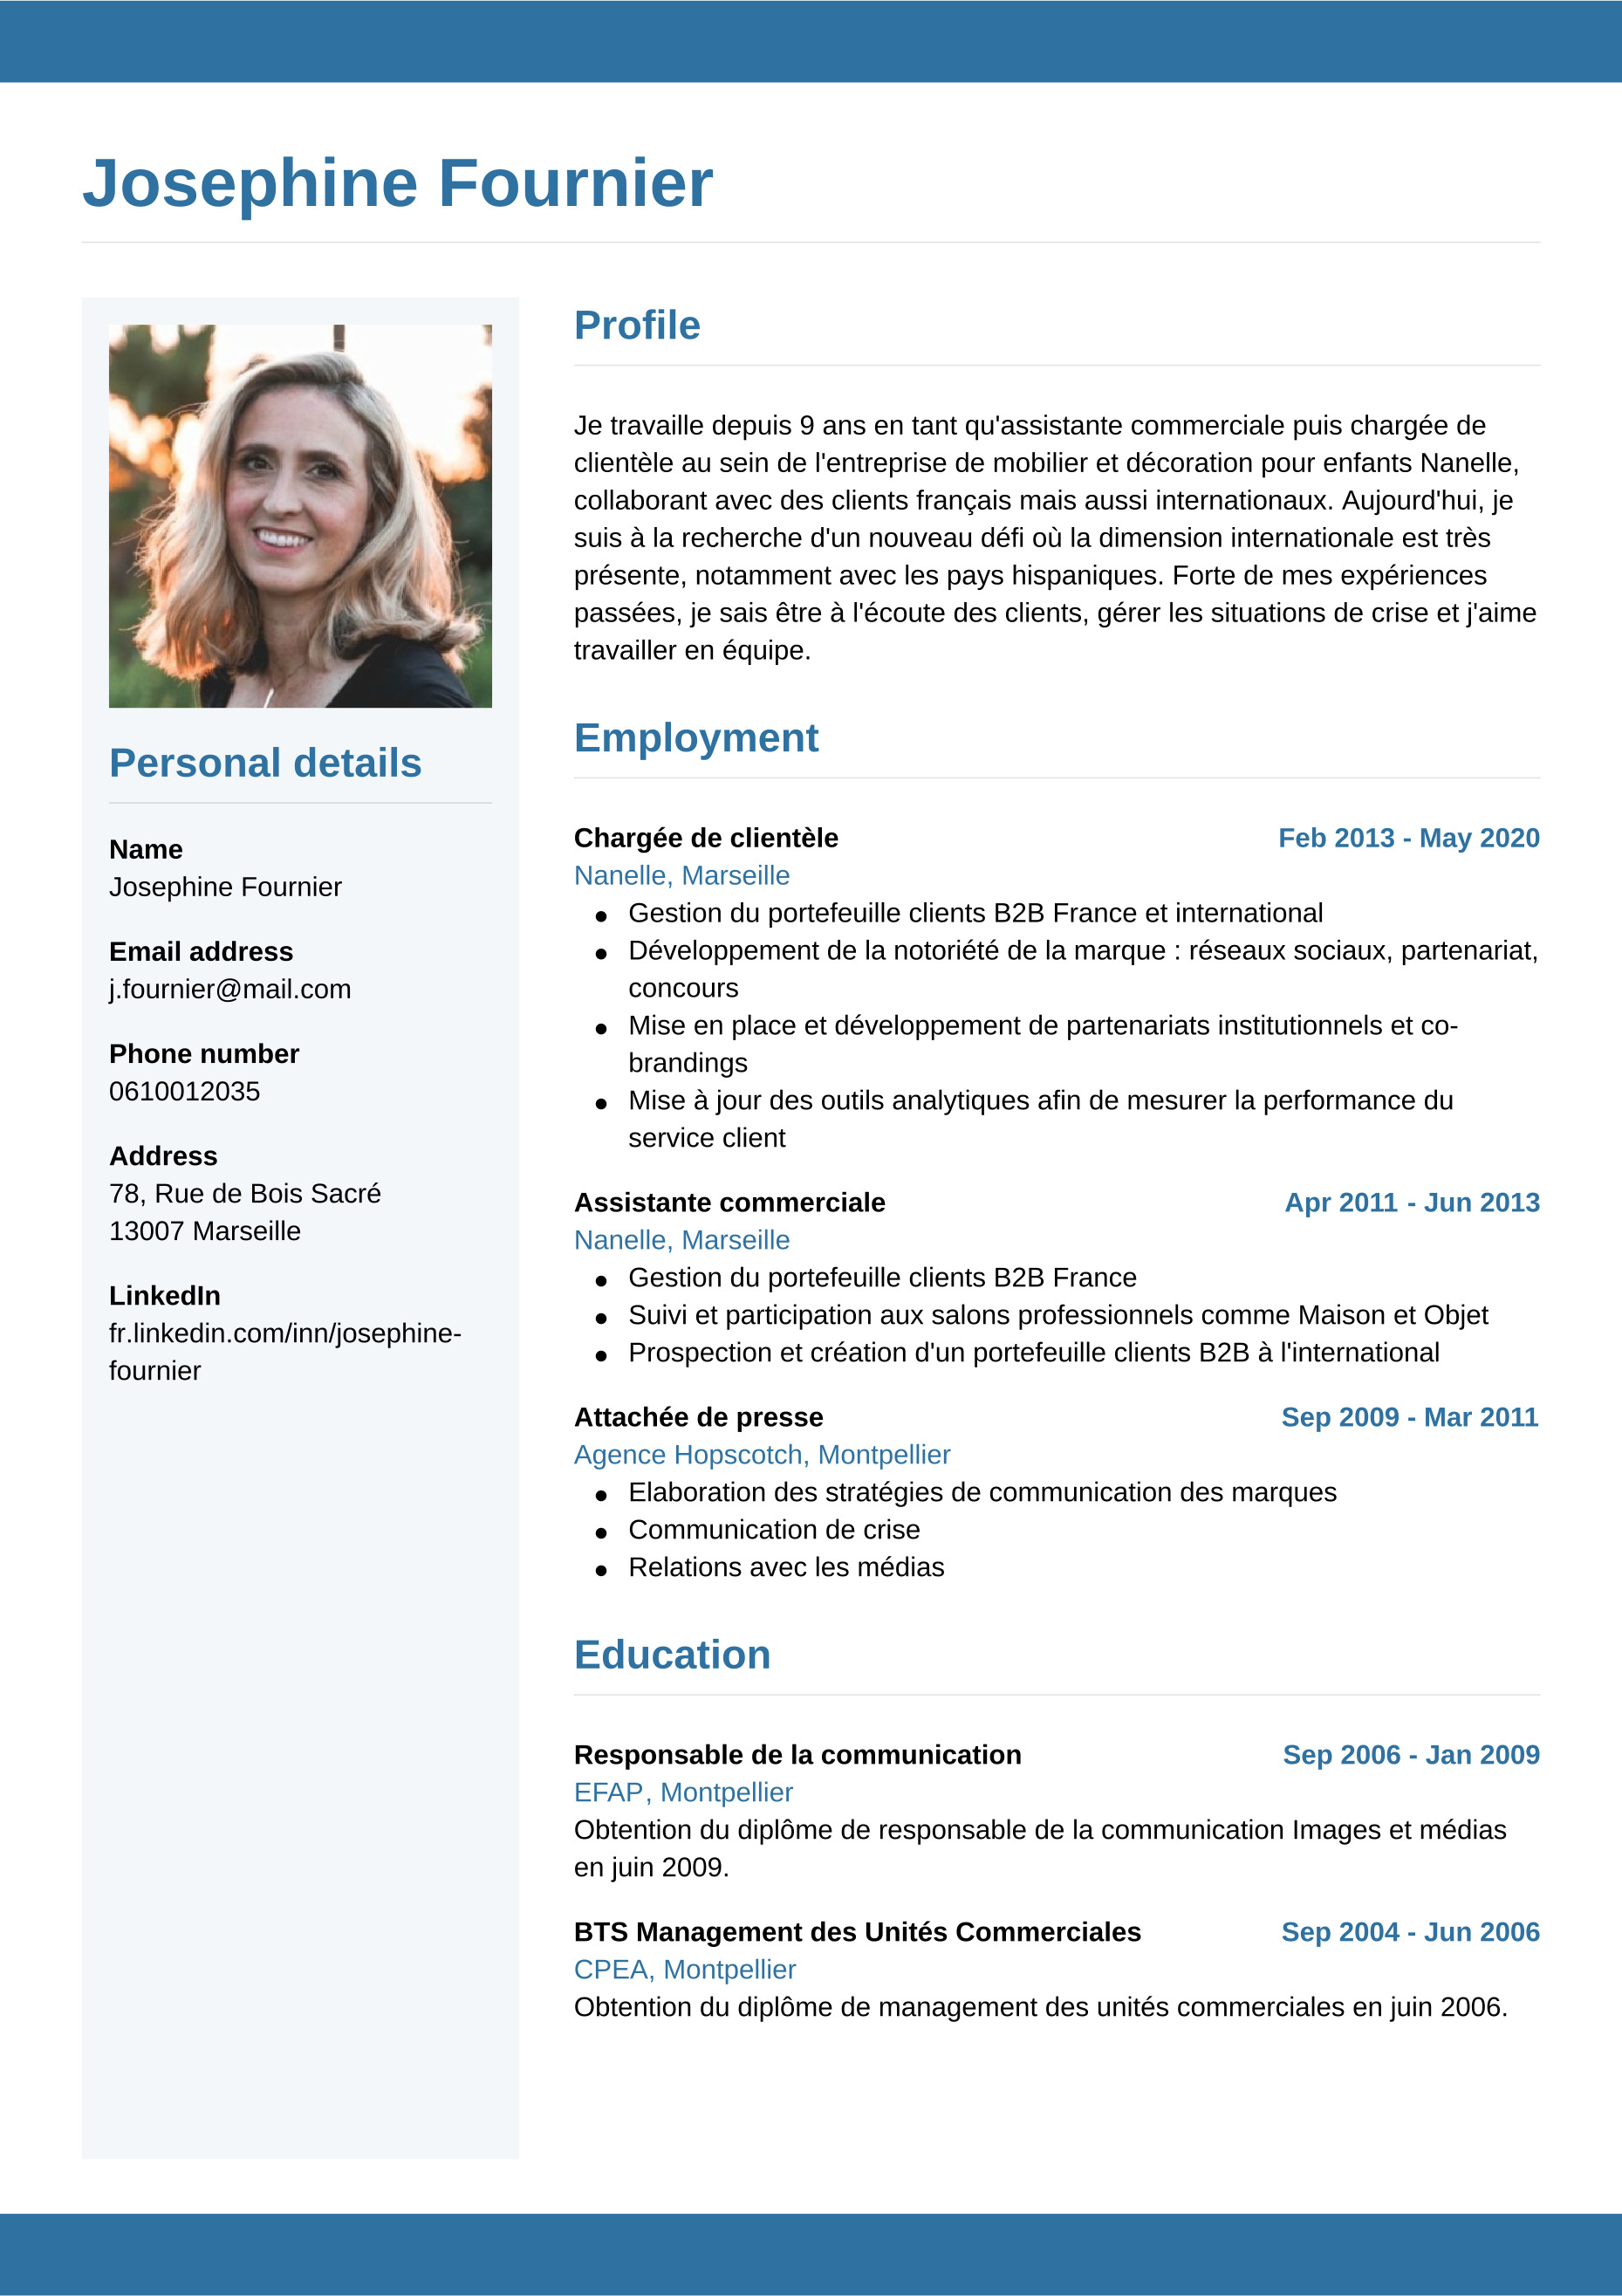 Josephine Fournier
Personal details
Name
Josephine Fournier
Email address
j.fournier@mail.com
Phone number
0610012035
Address
78, Rue de Bois Sacré
13007 Marseille
LinkedIn
fr.linkedin.com/inn/josephine-
fournier
Profile
Je travaille depuis 9 ans en tant qu'assistante commerciale puis chargée de
clientèle au sein de l'entreprise de mobilier et décoration pour enfants Nanelle,
collaborant avec des clients français mais aussi internationaux. Aujourd'hui, je
suis à la recherche d'un nouveau défi où la dimension internationale est très
présente, notamment avec les pays hispaniques. Forte de mes expériences
passées, je sais être à l'écoute des clients, gérer les situations de crise et j'aime
travailler en équipe.
Employment
Chargée de clientèle Feb 2013 - May 2020
Nanelle, Marseille
● Gestion du portefeuille clients B2B France et international
● Développement de la notoriété de la marque : réseaux sociaux, partenariat,
concours
● Mise en place et développement de partenariats institutionnels et co-
brandings
● Mise à jour des outils analytiques afin de mesurer la performance du
service client
Assistante commerciale Apr 2011 - Jun 2013
Nanelle, Marseille
● Gestion du portefeuille clients B2B France
● Suivi et participation aux salons professionnels comme Maison et Objet
● Prospection et création d'un portefeuille clients B2B à l'international
Attachée de presse Sep 2009 - Mar 2011
Agence Hopscotch, Montpellier
● Elaboration des stratégies de communication des marques
● Communication de crise
● Relations avec les médias
Education
Responsable de la communication Sep 2006 - Jan 2009
EFAP, Montpellier
Obtention du diplôme de responsable de la communication Images et médias
en juin 2009.
BTS Management des Unités Commerciales Sep 2004 - Jun 2006
CPEA, Montpellier
Obtention du diplôme de management des unités commerciales en juin 2006.